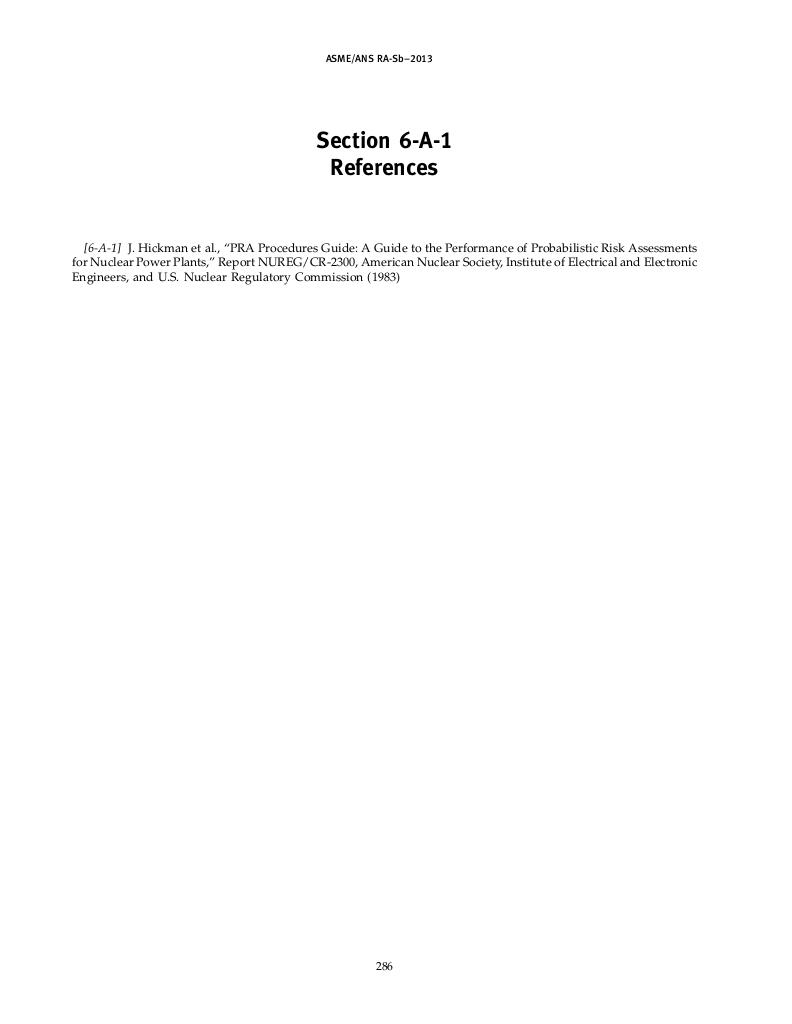 ASME/ANS RA-Sb–2013
Section 6-A-1
References
[6-A-1] J. Hickman et al., “PRA Procedures Guide: A Guide to the Performance of Probabilistic Risk Assessments
for Nuclear Power Plants,” Report NUREG/CR-2300, American Nuclear Society, Institute of Electrical and Electronic
Engineers, and U.S. Nuclear Regulatory Commission (1983)
286